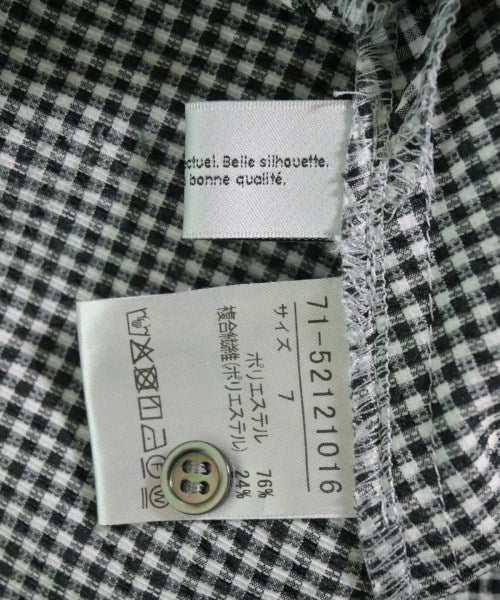 ctuel. Belle silhouette.
bonne qualité.
71-52121016
サイズ
7
ポリエステル 76%
複合繊維(ポリエステル) 24%
F
W